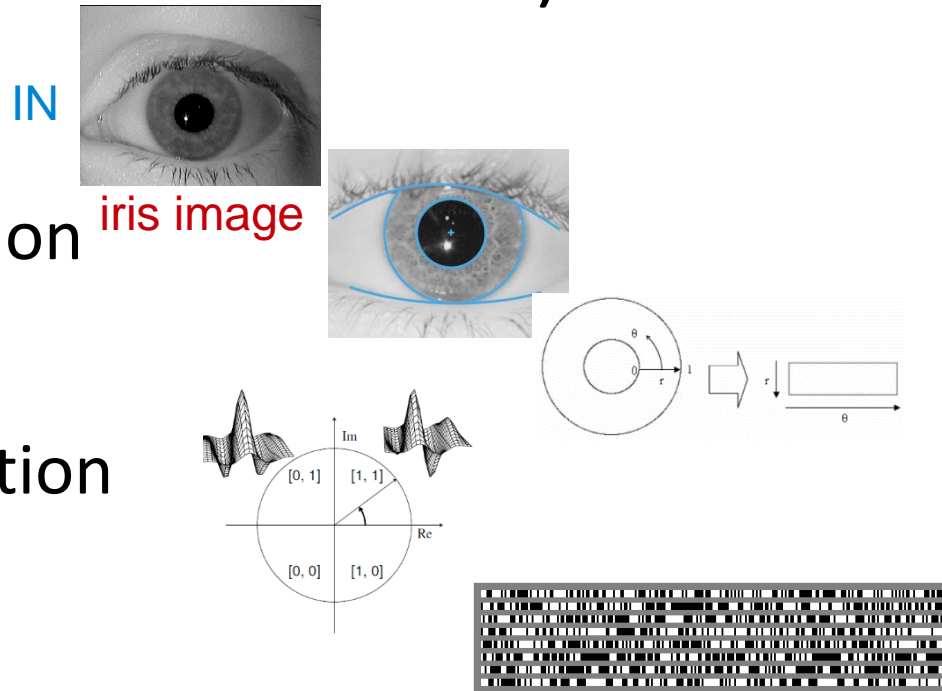 IN
iris image
on
θ
0
r
1
r
θ
Im
[0, 1]
[1, 1]
Re
tion
[0, 0]
[1, 0]